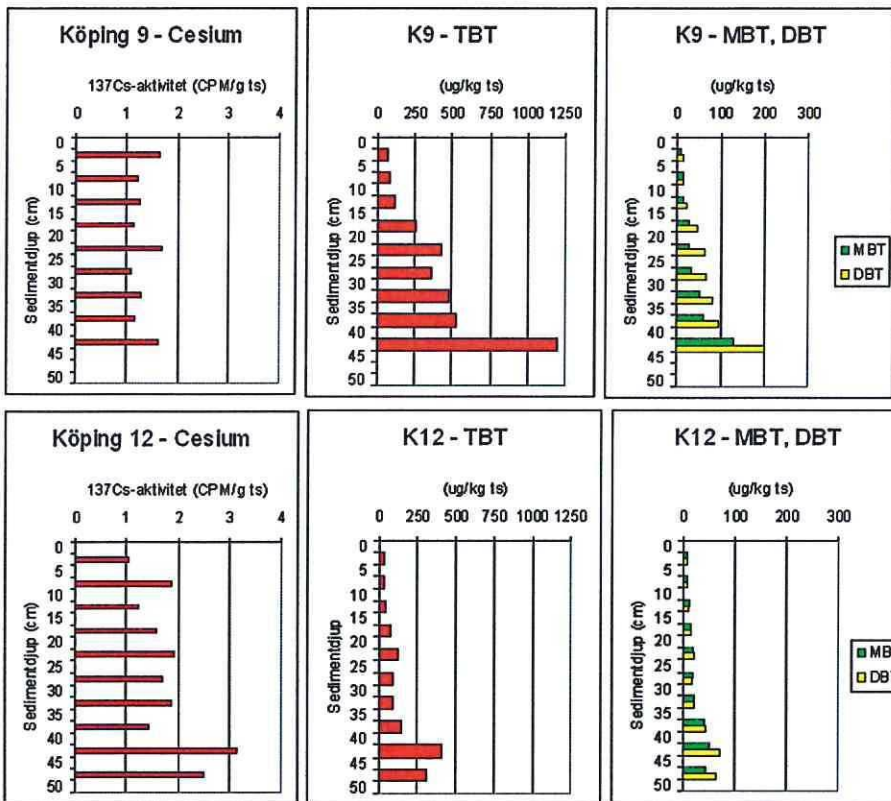 Köping 9 - Cesium
137Cs-aktivitet (CPM/g ts)
0 1 2 3 4
Sedimentdjup (cm)
0
5
10
15
20
25
30
35
40
45
50
K9 - TBT
(ug/kg ts)
0 250 500 750 1000 1250
Sedimentdjup (cm)
0
5
10
15
20
25
30
35
40
45
50
K9 - MBT, DBT
(ug/kg ts)
0 100 200 300
Sedimentdjup (cm)
0
5
10
15
20
25
30
35
40
45
50
MBT
DBT
Köping 12 - Cesium
137Cs-aktivitet (CPM/g ts)
0 1 2 3 4
Sedimentdjup (cm)
0
5
10
15
20
25
30
35
40
45
50
K12 - TBT
(ug/kg ts)
0 250 500 750 1000 1250
Sedimentdjup
0
5
10
15
20
25
30
35
40
45
50
K12 - MBT, DBT
(ug/kg ts)
0 100 200 300
Sedimentdjup (cm)
0
5
10
15
20
25
30
35
40
45
50
MB
DBT